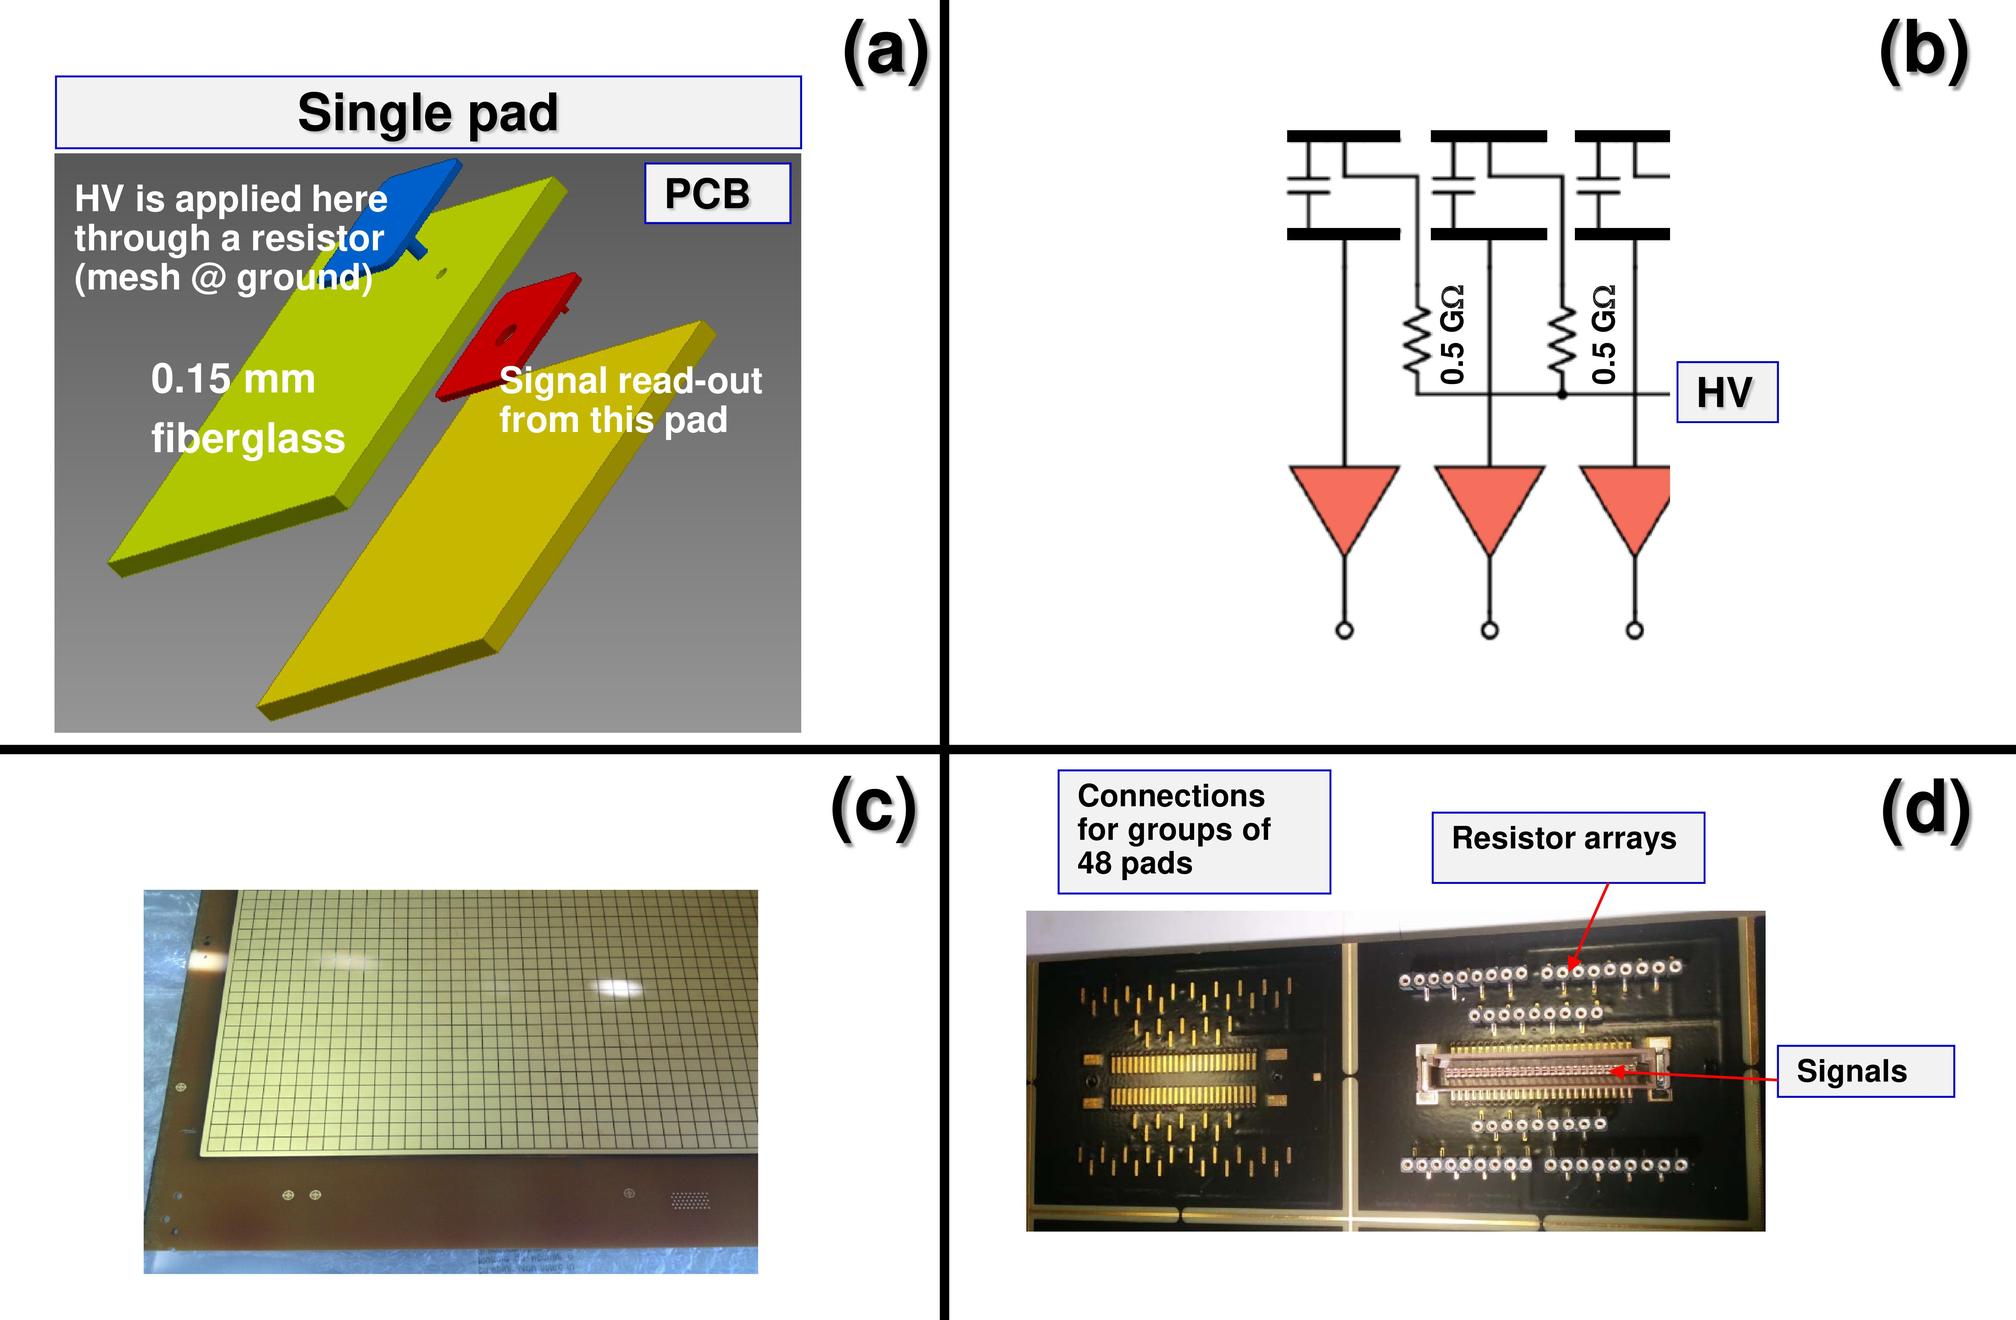 (a)
Single pad
PCB
HV is applied here
through a resistor
(mesh @ ground)
0.15 mm
fiberglass
Signal read-out
from this pad
(b)
0.5 GΩ
0.5 GΩ
HV
(c)
(d)
Connections
for groups of
48 pads
Resistor arrays
Signals